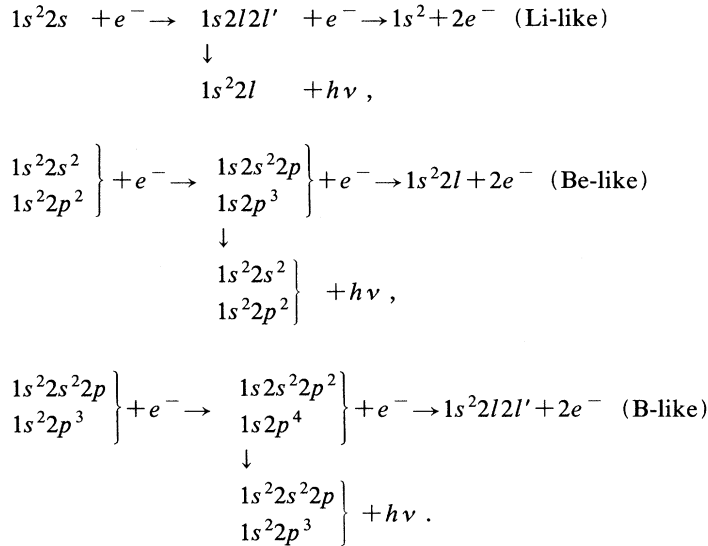 1s²2s + e⁻ → 1s2l2l′ + e⁻ → 1s² + 2e⁻ (Li-like)
↓
1s²2l + hν ,
1s²2s² } 1s2s²2p }
+ e⁻ → + e⁻ → 1s²2l + 2e⁻ (Be-like)
1s²2p² } 1s2p³ }
↓
1s²2s² }
+ hν ,
1s²2p² }
1s²2s²2p } 1s2s²2p² }
+ e⁻ → + e⁻ → 1s²2l2l′ + 2e⁻ (B-like)
1s²2p³ } 1s2p⁴ }
↓
1s²2s²2p }
+ hν .
1s²2p³ }